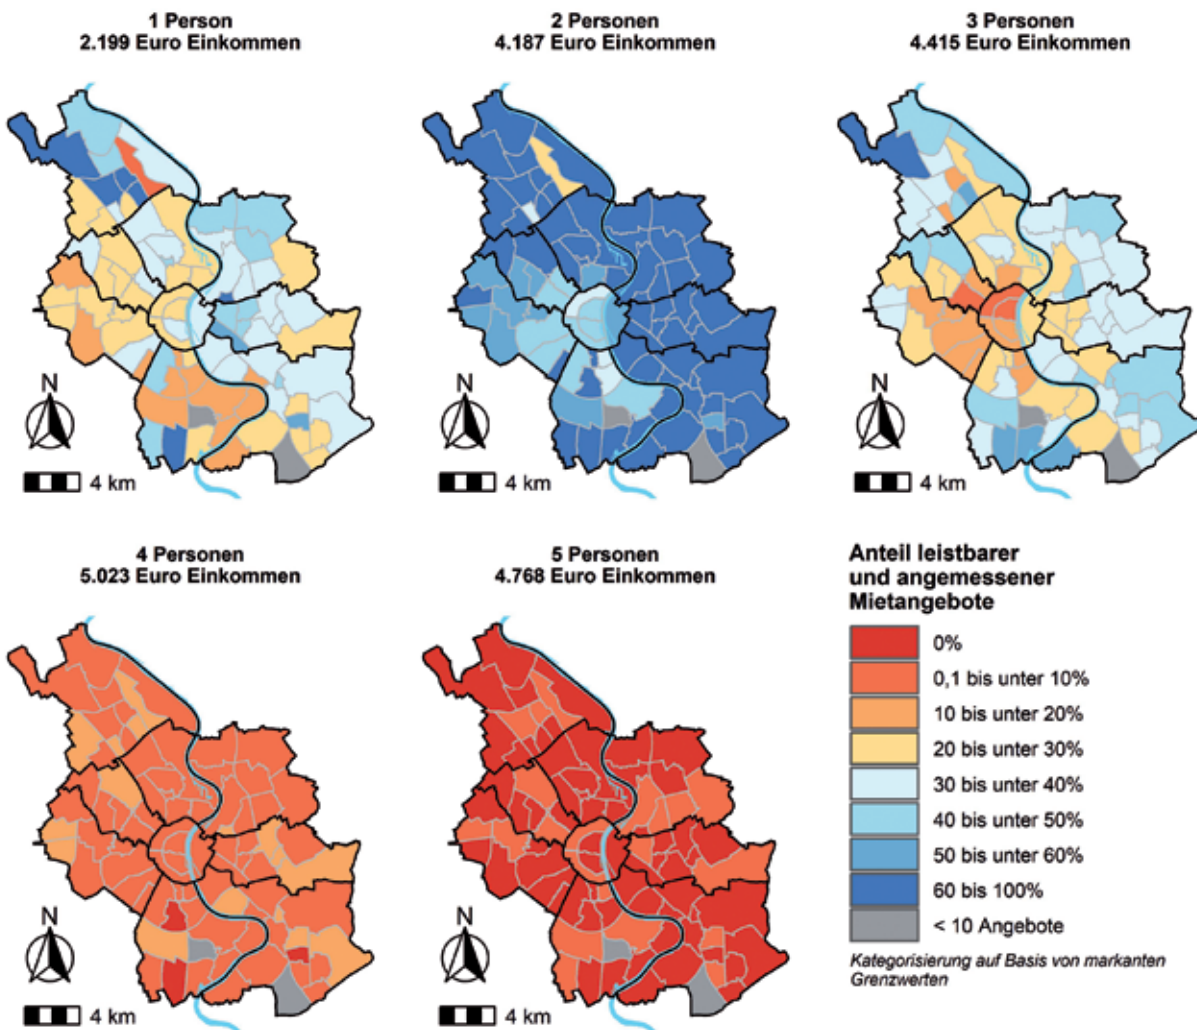 1 Person
2.199 Euro Einkommen
2 Personen
4.187 Euro Einkommen
3 Personen
4.415 Euro Einkommen
N
4 km
N
4 km
N
4 km
4 Personen
5.023 Euro Einkommen
5 Personen
4.768 Euro Einkommen
Anteil leistbarer
und angemessener
Mietangebote
0%
0,1 bis unter 10%
10 bis unter 20%
20 bis unter 30%
30 bis unter 40%
40 bis unter 50%
50 bis unter 60%
60 bis 100%
< 10 Angebote
Kategorisierung auf Basis von markanten
Grenzwerten
N
4 km
N
4 km